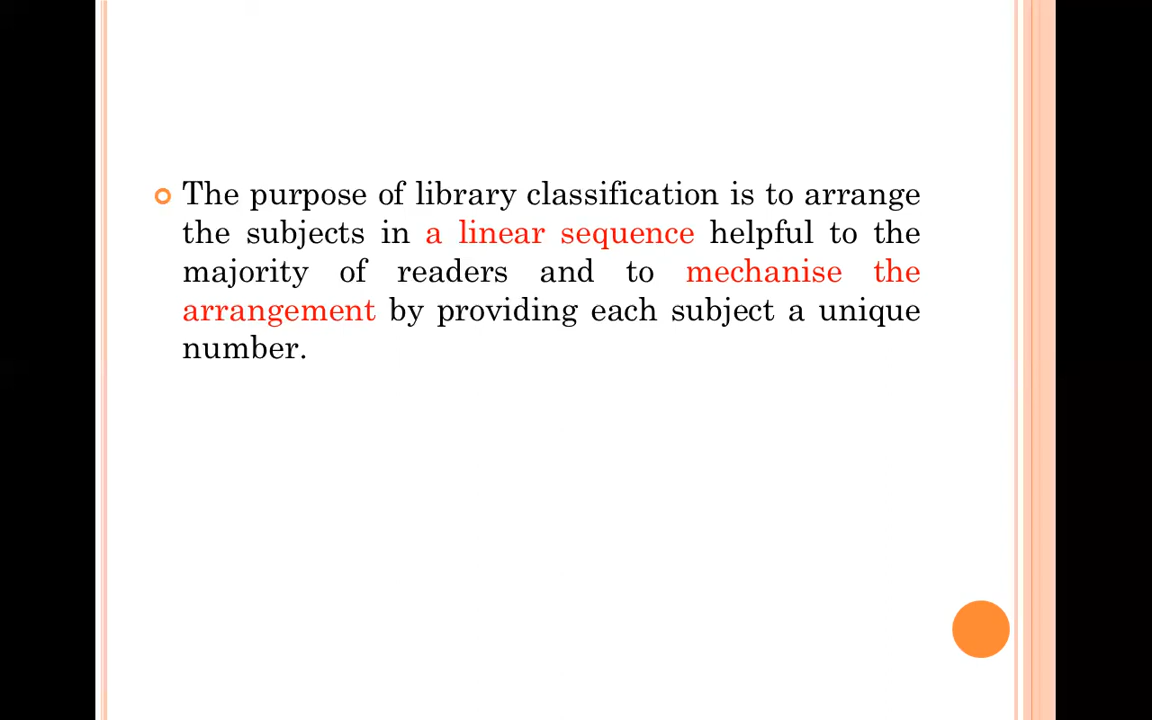 The purpose of library classification is to arrange
the subjects in a linear sequence helpful to the
majority of readers and to mechanise the
arrangement by providing each subject a unique
number.